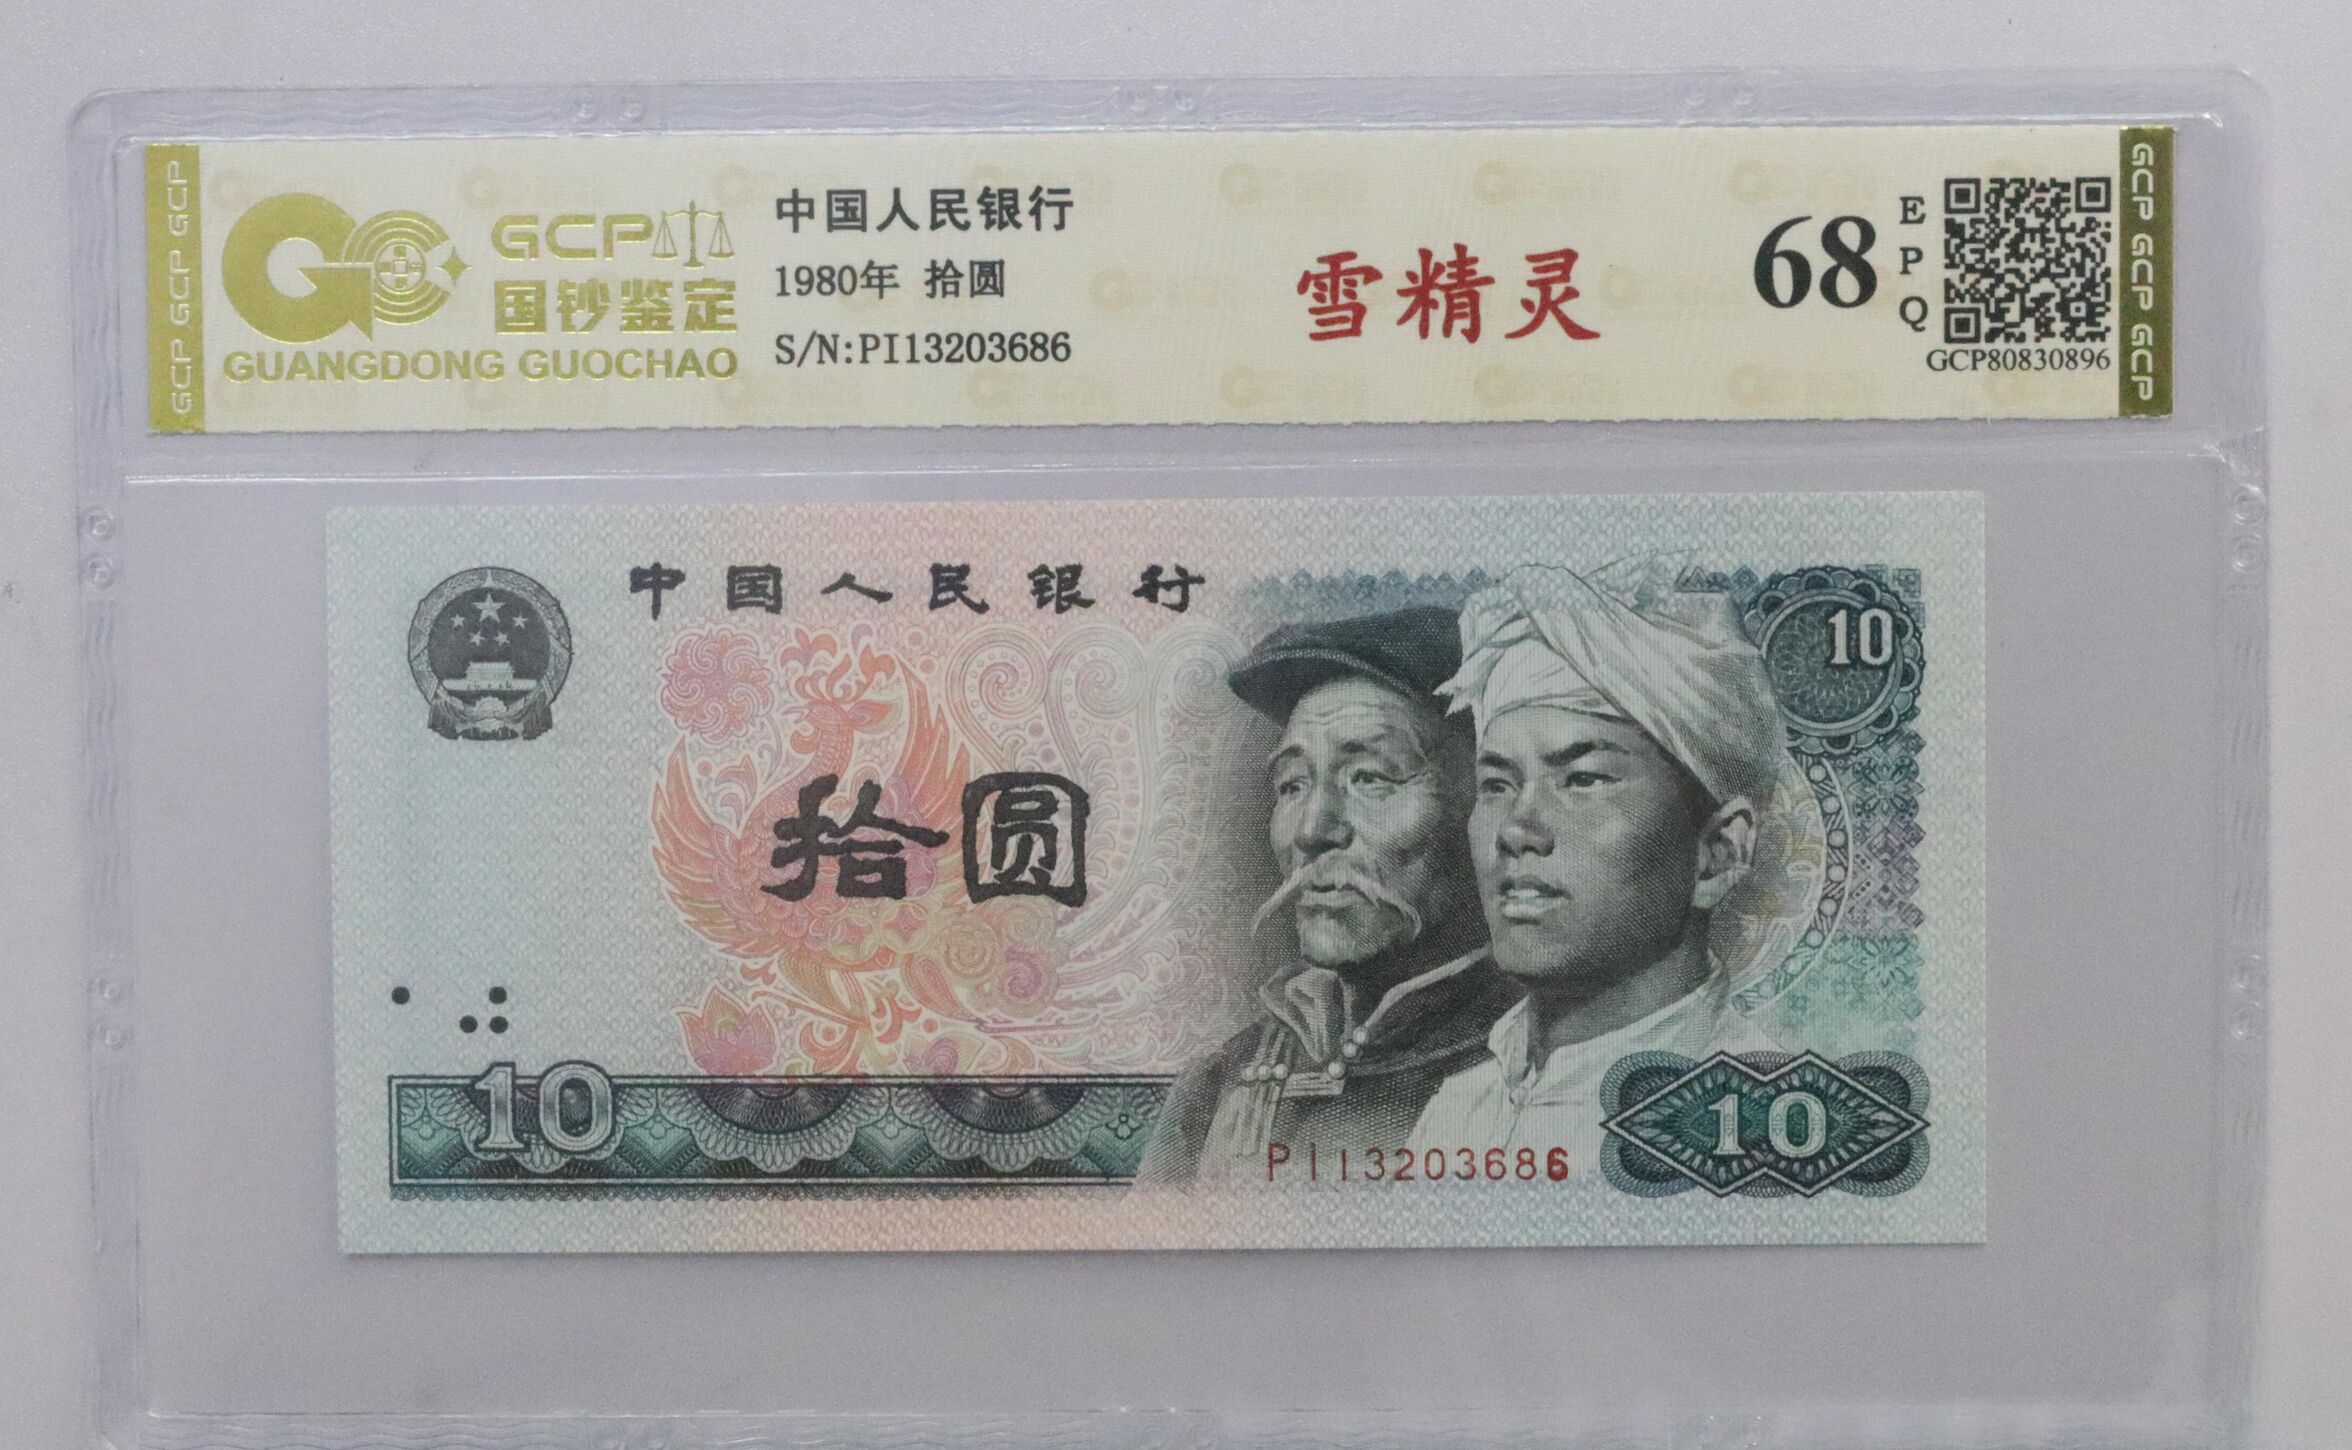 GCP GCP GCP
GCP
国钞鉴定
GUANGDONG GUOCHAO
中国人民银行
1980年 拾圆
S/N:PI13203686
雪精灵
68
EPQ
GCP80830896
GCP GCP GCP
中国人民银行
10
拾圆
10
PI13203686
10